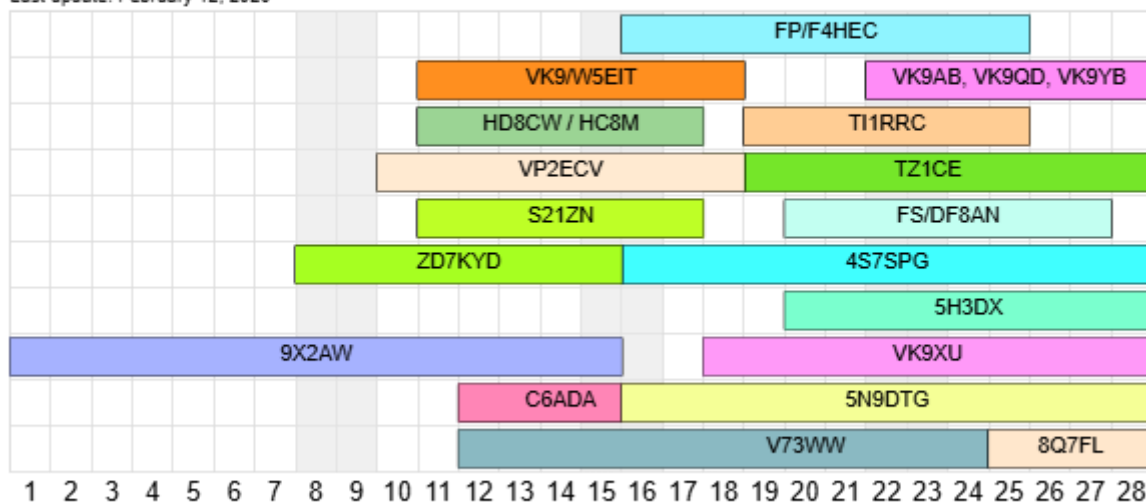 FP/F4HEC
VK9/W5EIT VK9AB, VK9QD, VK9YB
HD8CW / HC8M TI1RRC
VP2ECV TZ1CE
S21ZN FS/DF8AN
ZD7KYD 4S7SPG
5H3DX
9X2AW VK9XU
C6ADA 5N9DTG
V73WW 8Q7FL
1 2 3 4 5 6 7 8 9 10 11 12 13 14 15 16 17 18 19 20 21 22 23 24 25 26 27 28